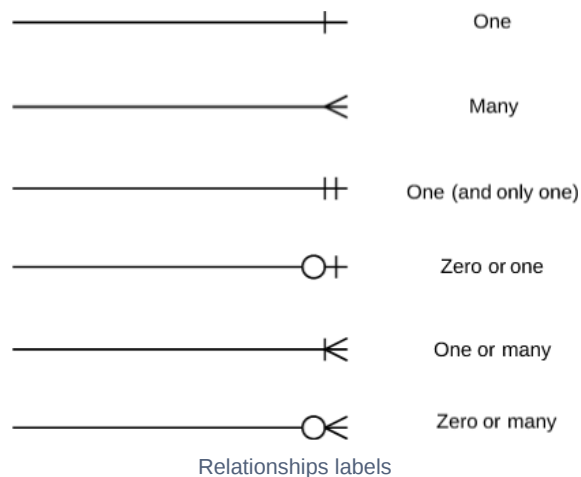 One
Many
One (and only one)
Zero or one
One or many
Zero or many
Relationships labels